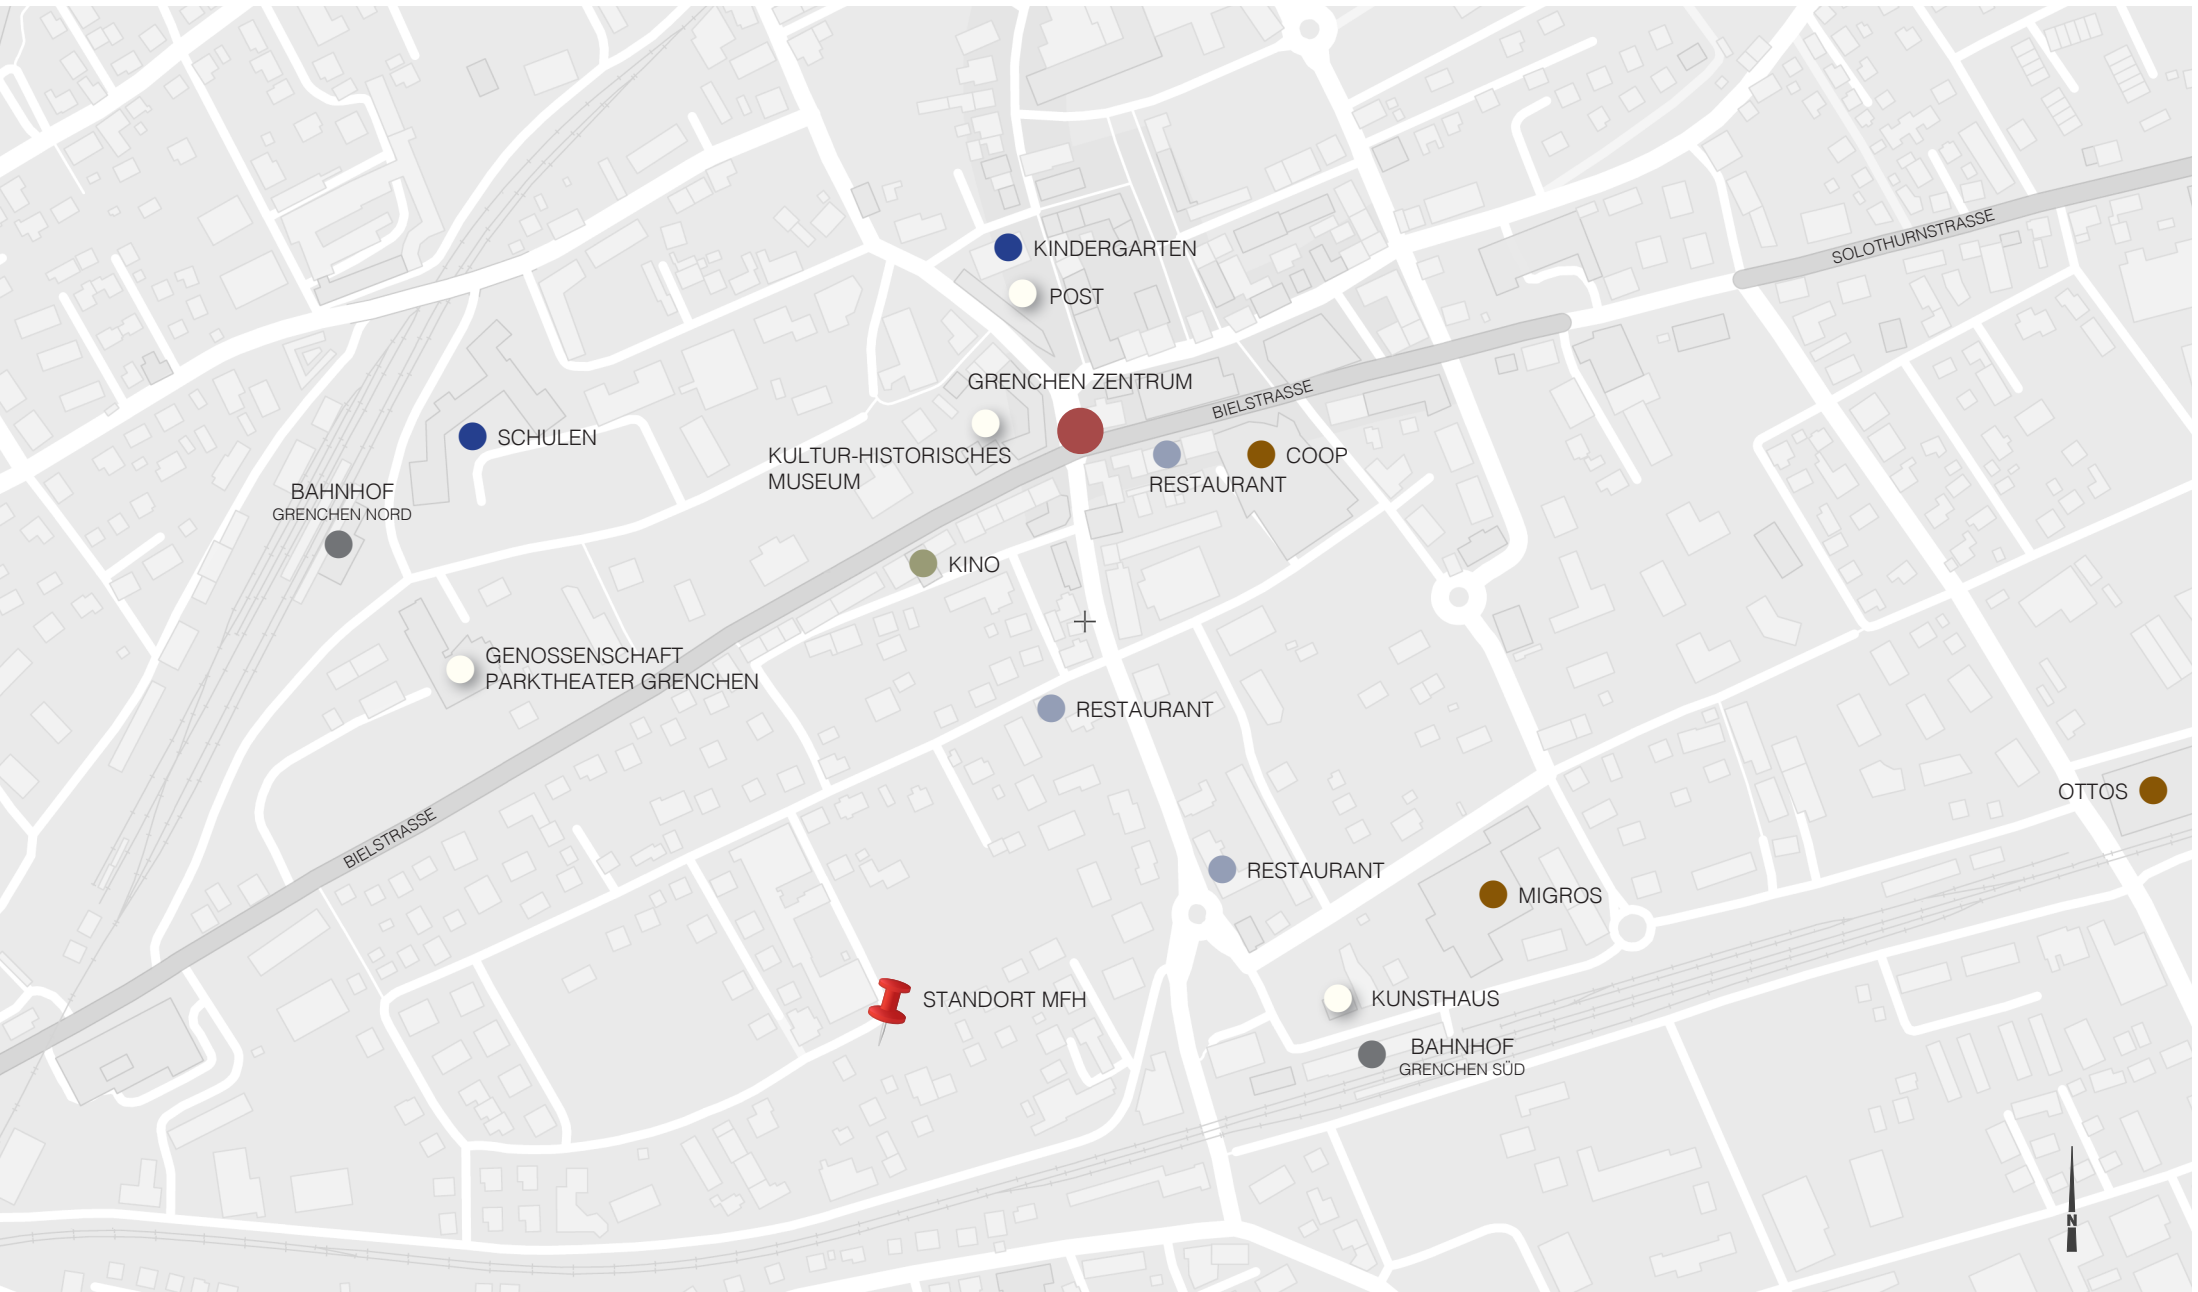 SOLOTHURNSTRASSE
KINDERGARTEN
POST
GRENCHEN ZENTRUM
BIELSTRASSE
SCHULEN
KULTUR-HISTORISCHES
MUSEUM
COOP
RESTAURANT
BAHNHOF
GRENCHEN NORD
KINO
GENOSSENSCHAFT
PARKTHEATER GRENCHEN
RESTAURANT
OTTOS
BIELSTRASSE
RESTAURANT
MIGROS
STANDORT MFH
KUNSTHAUS
BAHNHOF
GRENCHEN SÜD
N